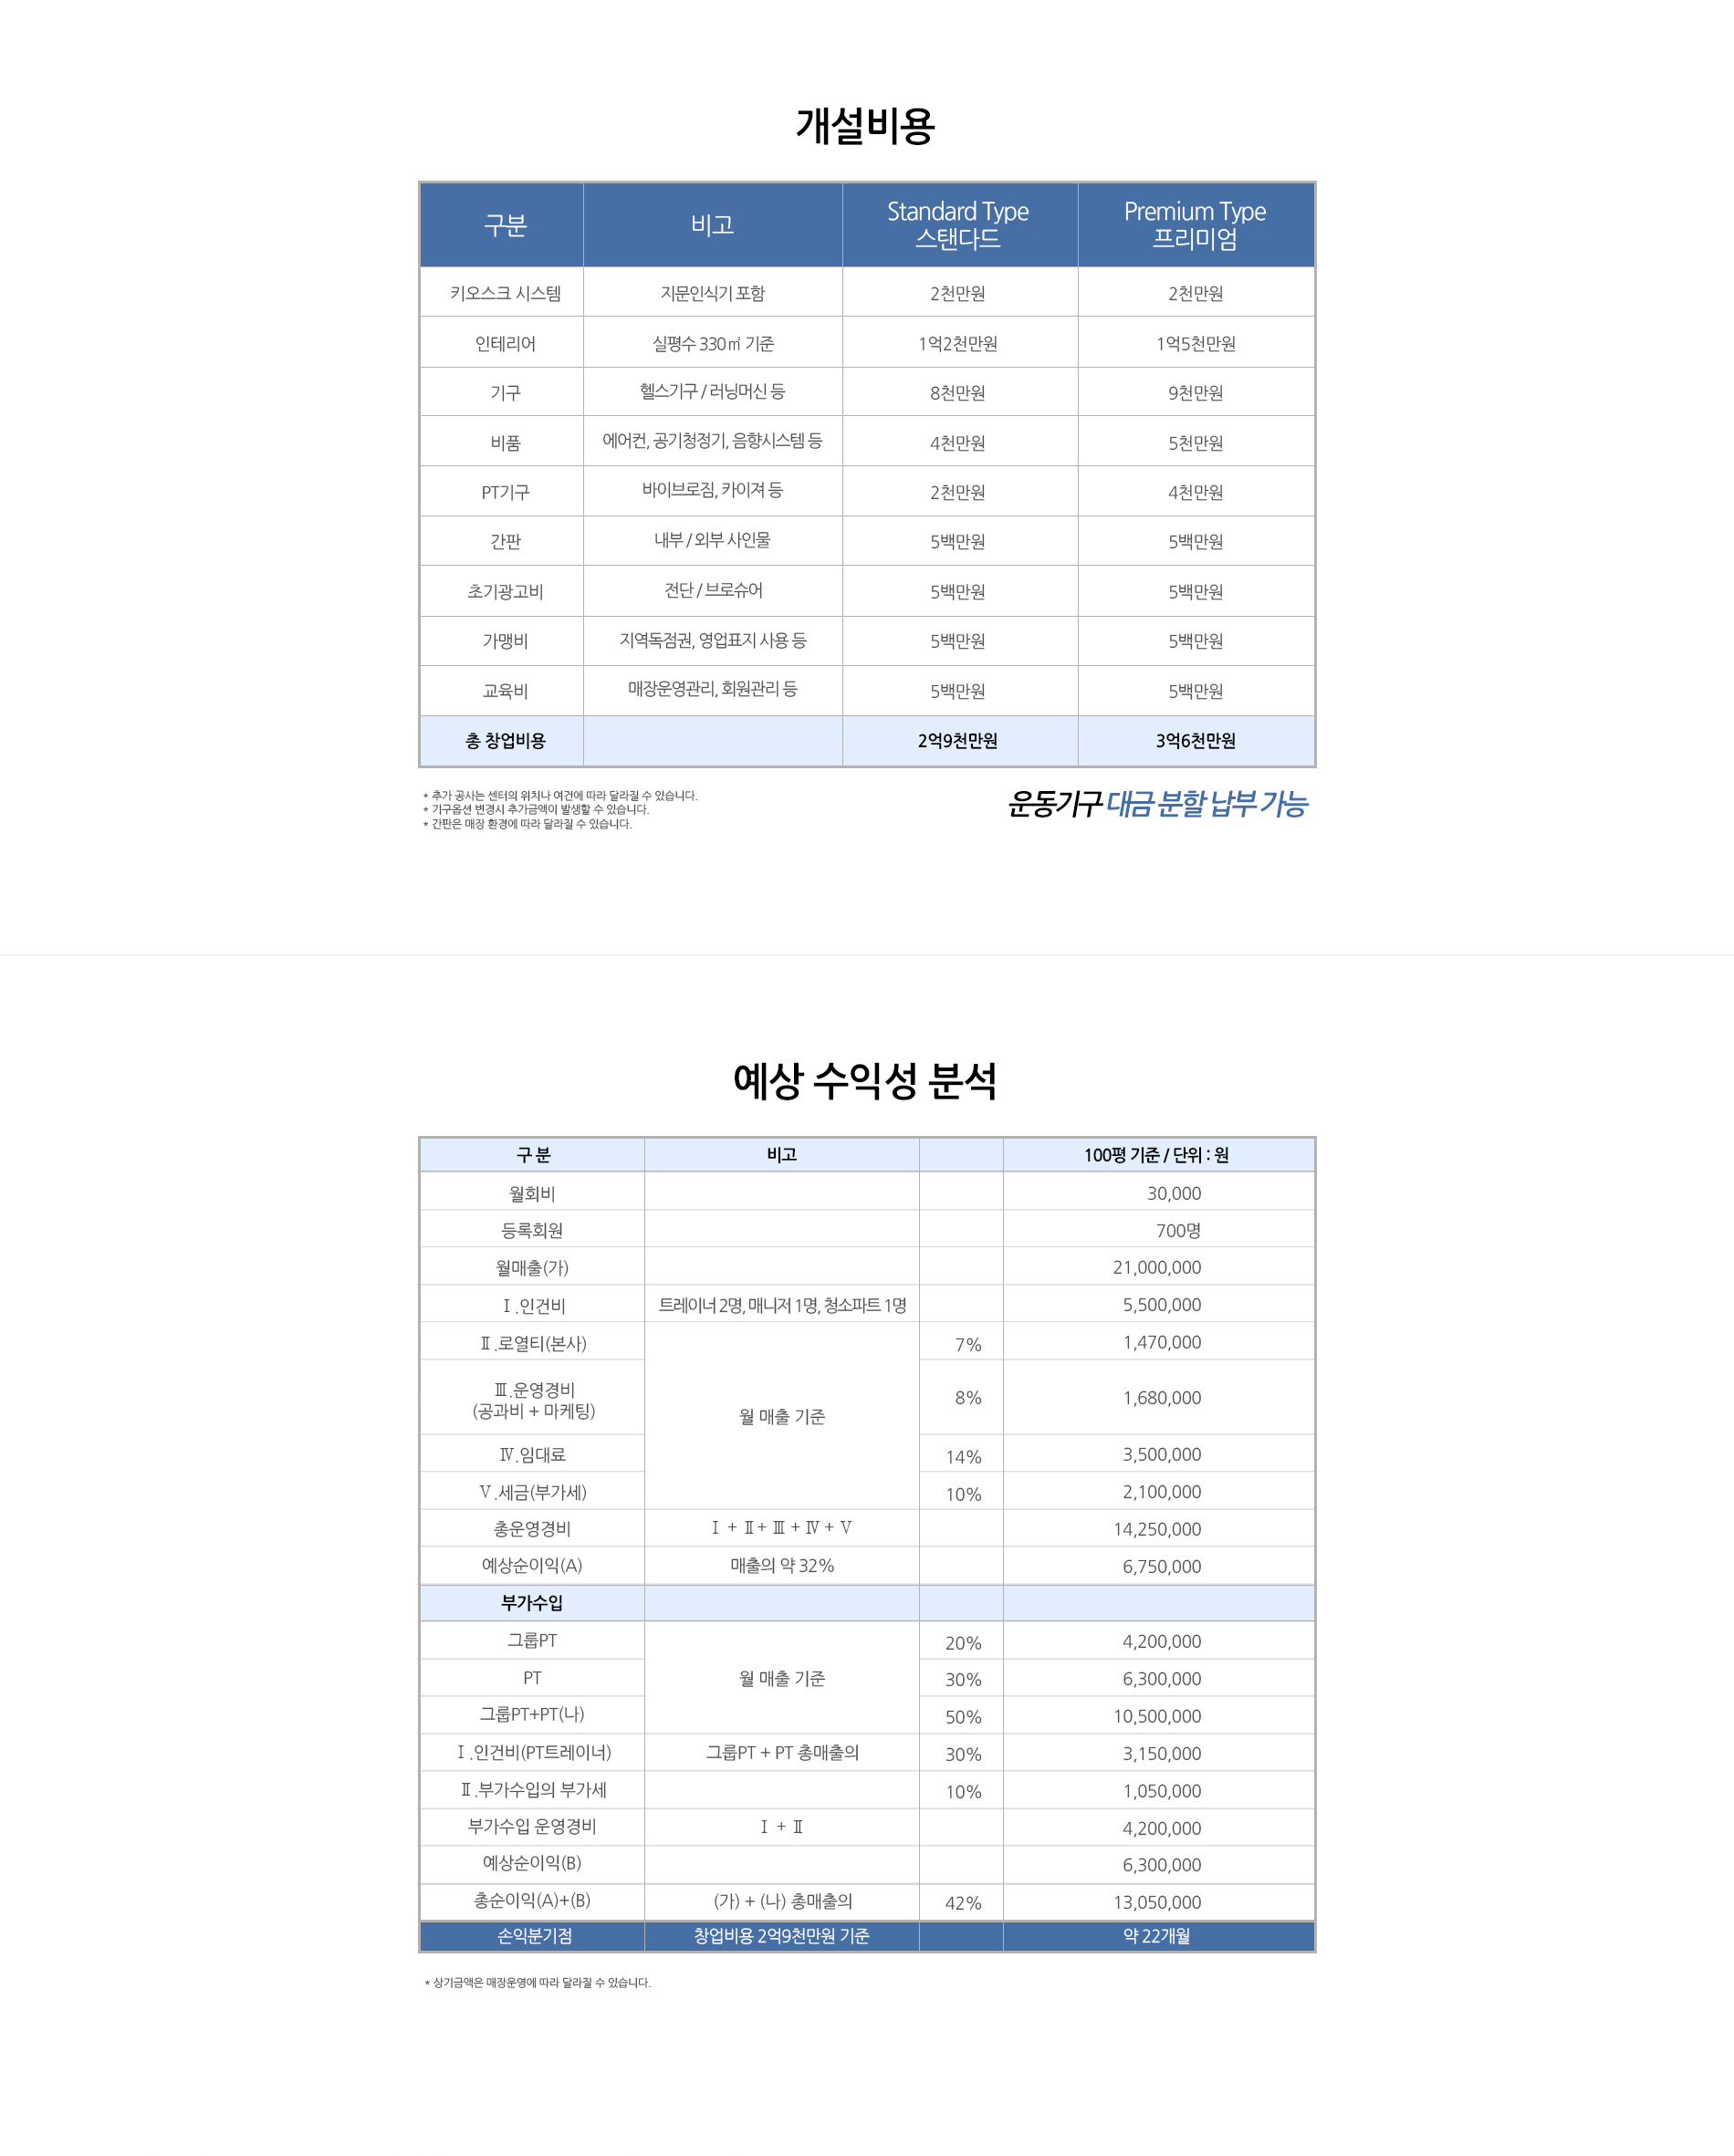 개설비용
구분 비고 Standard Type 스탠다드 Premium Type 프리미엄
키오스크 시스템 지문인식기 포함 2천만원 2천만원
인테리어 실평수 330㎡ 기준 1억2천만원 1억5천만원
기구 헬스기구 / 러닝머신 등 8천만원 9천만원
비품 에어컨, 공기청정기, 음향시스템 등 4천만원 5천만원
PT기구 바이브로짐, 카이져 등 2천만원 4천만원
간판 내부 / 외부 사인물 5백만원 5백만원
초기광고비 전단 / 브로슈어 5백만원 5백만원
가맹비 지역독점권, 영업표지 사용 등 5백만원 5백만원
교육비 매장운영관리, 회원관리 등 5백만원 5백만원
총 창업비용 2억9천만원 3억6천만원
* 추가 공사는 센터의 위치나 여건에 따라 달라질 수 있습니다.
* 기구옵션 변경시 추가금액이 발생할 수 있습니다.
* 간판은 매장 환경에 따라 달라질 수 있습니다.
운동기구 대금 분할 납부 가능
예상 수익성 분석
구 분 비고 100평 기준 / 단위 : 원
월회비 30,000
등록회원 700명
월매출(가) 21,000,000
Ⅰ.인건비 트레이너 2명, 매니저 1명, 청소파트 1명 5,500,000
Ⅱ.로열티(본사) 7% 1,470,000
Ⅲ.운영경비
(공과비 + 마케팅) 월 매출 기준 8% 1,680,000
Ⅳ.임대료 14% 3,500,000
Ⅴ.세금(부가세) 10% 2,100,000
총운영경비 Ⅰ + Ⅱ + Ⅲ + Ⅳ + Ⅴ 14,250,000
예상순이익(A) 매출의 약 32% 6,750,000
부가수입
그룹PT 20% 4,200,000
PT 월 매출 기준 30% 6,300,000
그룹PT+PT(나) 50% 10,500,000
Ⅰ.인건비(PT트레이너) 그룹PT + PT 총매출의 30% 3,150,000
Ⅱ.부가수입의 부가세 10% 1,050,000
부가수입 운영경비 Ⅰ + Ⅱ 4,200,000
예상순이익(B) 6,300,000
총순이익(A)+(B) (가) + (나) 총매출의 42% 13,050,000
손익분기점 창업비용 2억9천만원 기준 약 22개월
* 상기금액은 매장운영에 따라 달라질 수 있습니다.